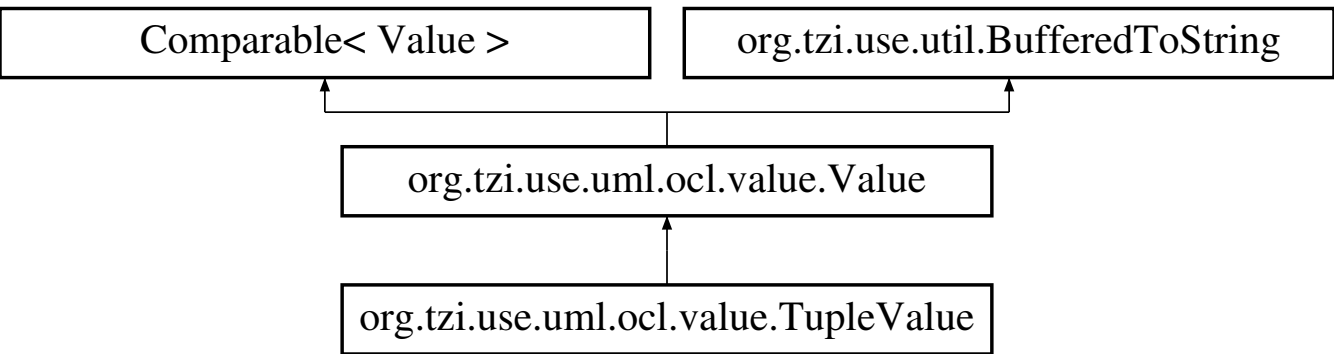 Comparable< Value >
org.tzi.use.util.BufferedToString
org.tzi.use.uml.ocl.value.Value
org.tzi.use.uml.ocl.value.TupleValue